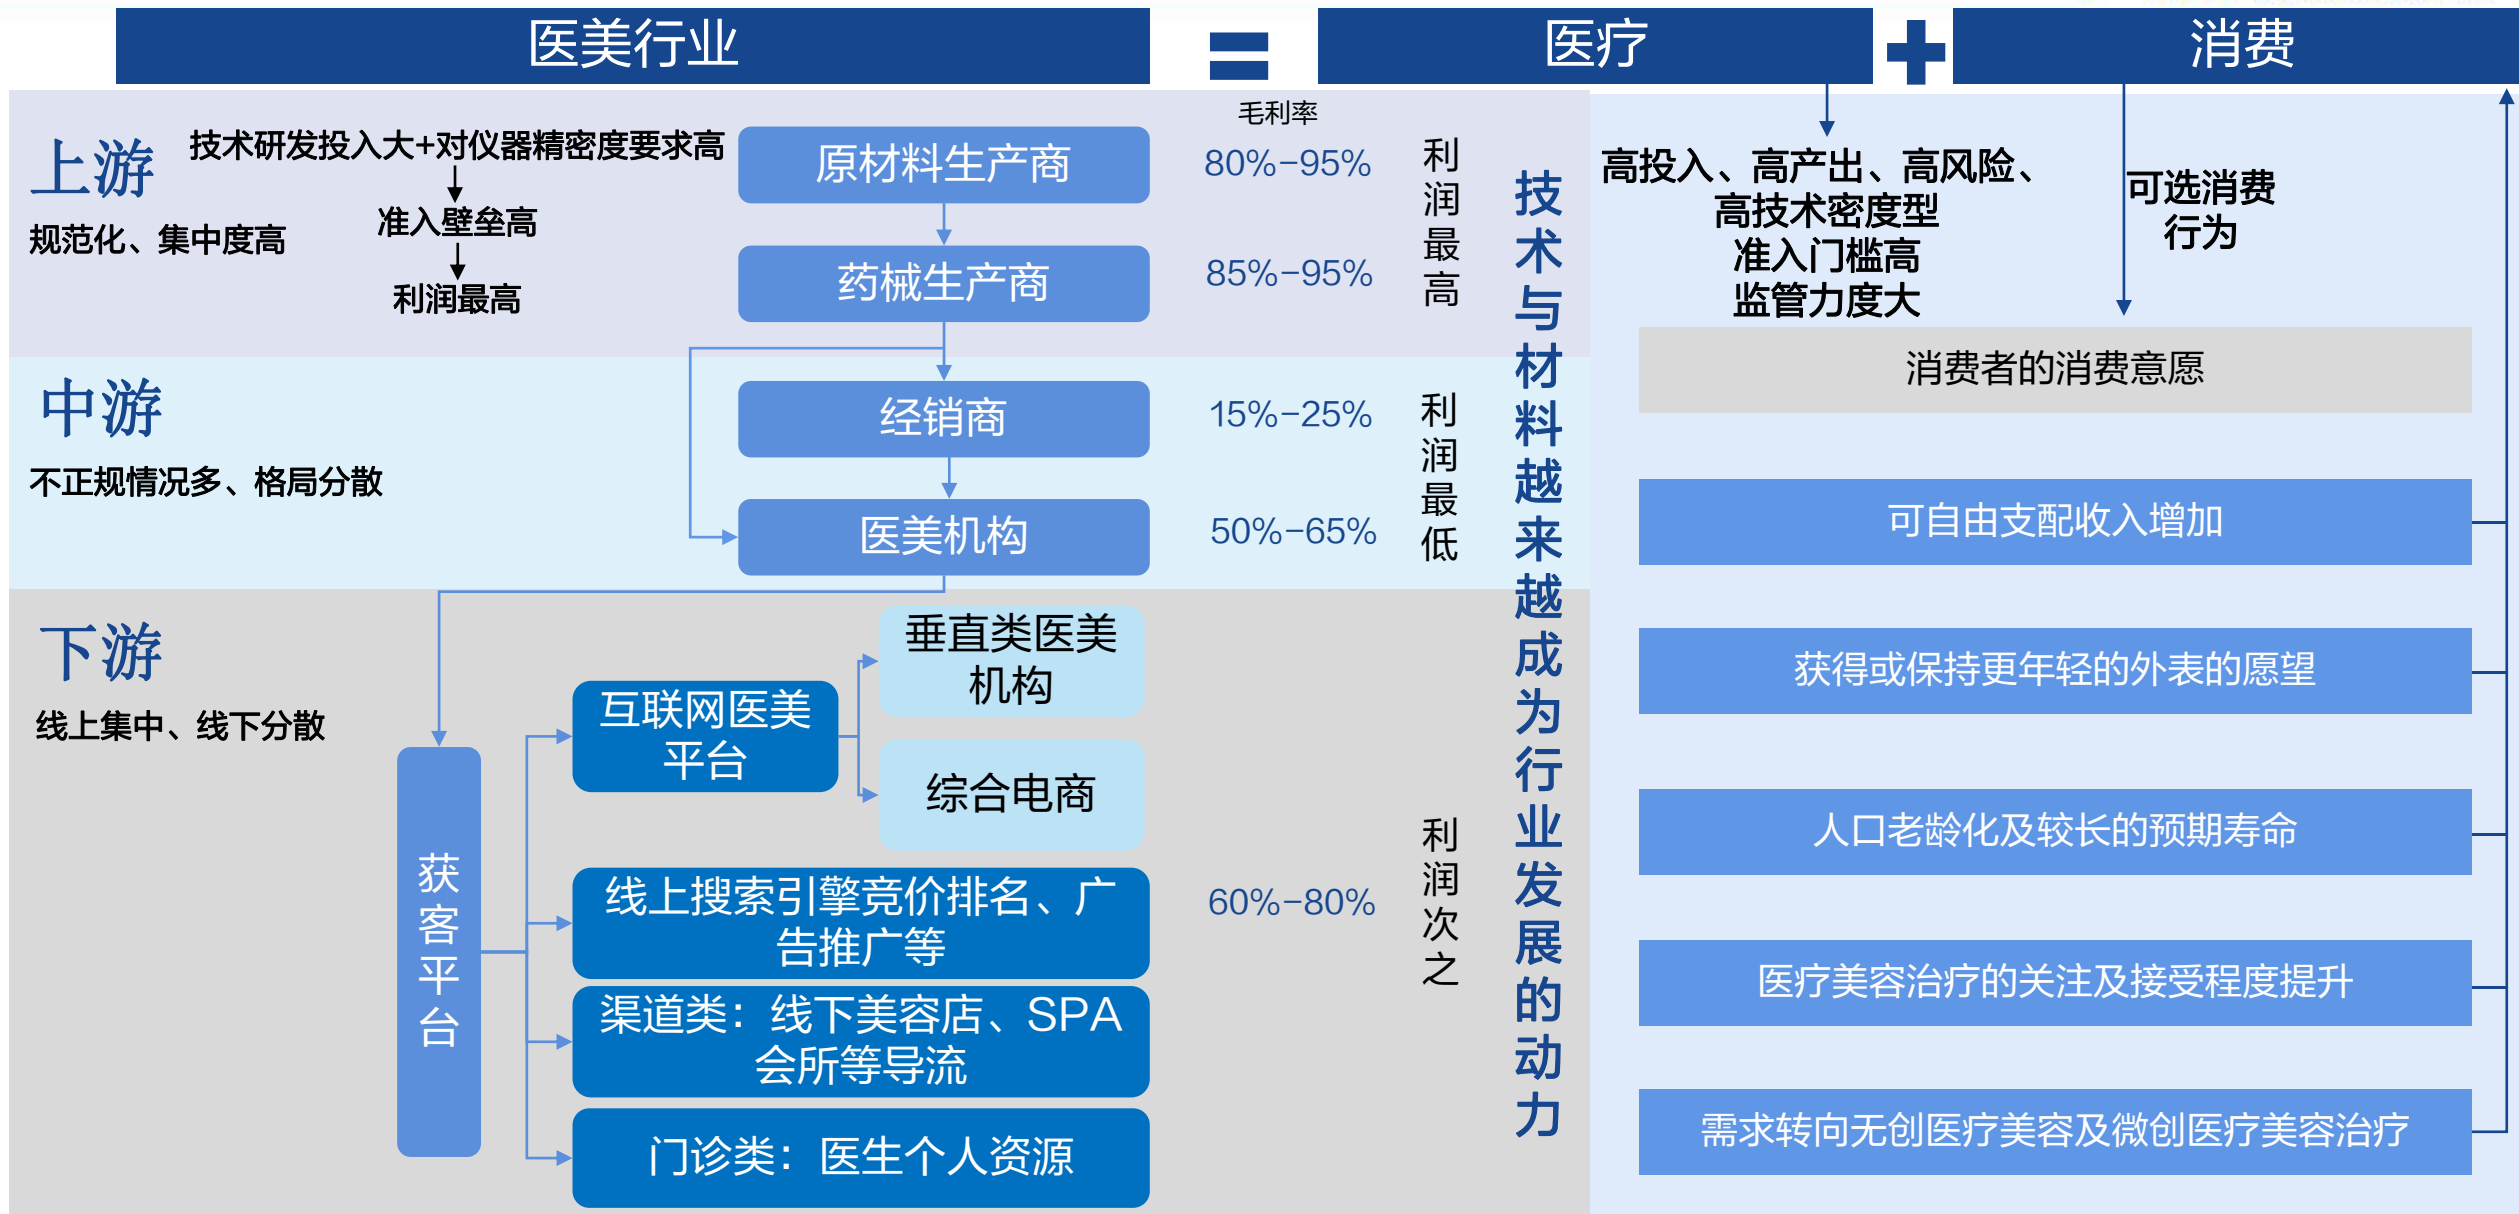 医美行业
=
医疗
+
消费
上游
规范化、集中度高
技术研发投入大+对仪器精密度要求高
准入壁垒高
利润最高
原材料生产商
药械生产商
毛利率
80%-95%
85%-95%
利润最高
中游
不正规情况多、格局分散
经销商
医美机构
15%-25%
50%-65%
利润最低
下游
线上集中、线下分散
获客平台
互联网医美
平台
垂直类医美
机构
综合电商
线上搜索引擎竞价排名、广
告推广等
渠道类：线下美容店、SPA
会所等导流
门诊类：医生个人资源
60%-80%
利润次之
技术与材料越来越成为行业发展的动力
高投入、高产出、高风险、
高技术密度型
准入门槛高
监管力度大
可选消费
行为
消费者的消费意愿
可自由支配收入增加
获得或保持更年轻的外表的愿望
人口老龄化及较长的预期寿命
医疗美容治疗的关注及接受程度提升
需求转向无创医疗美容及微创医疗美容治疗